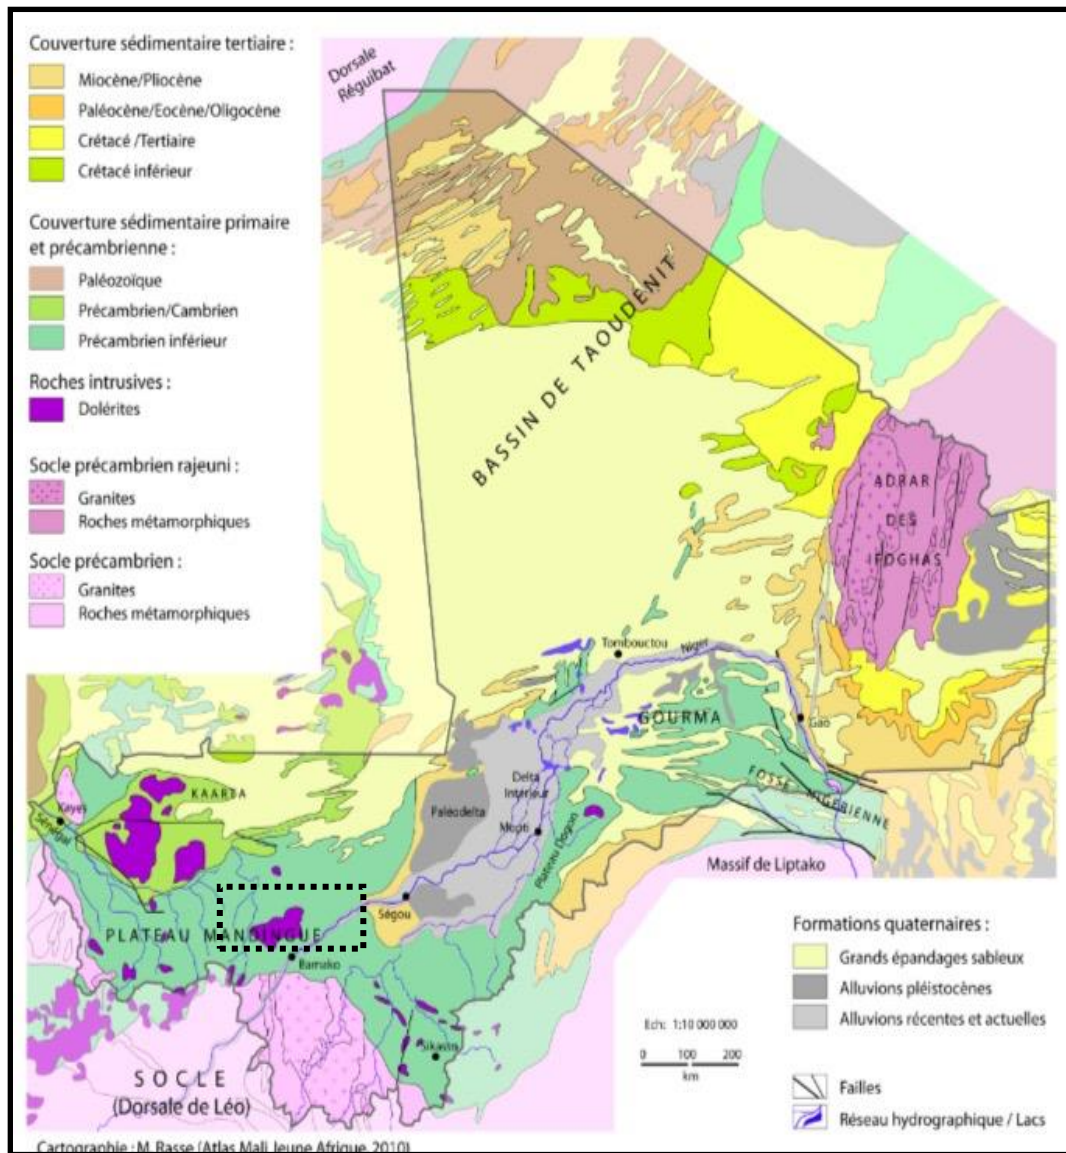 Couverture sédimentaire tertiaire :
Miocène/Pliocène
Paléocène/Eocène/Oligocène
Crétacé /Tertiaire
Crétacé inférieur
Couverture sédimentaire primaire
et précambrienne :
Paléozoïque
Précambrien/Cambrien
Précambrien inférieur
Roches intrusives :
Dolérites
Socle précambrien rajeuni :
Granites
Roches métamorphiques
Socle précambrien :
Granites
Roches métamorphiques
Dorsale
Réguibat
BASSIN DE TAOUDENIT
ADRAR
DES
IFOGHAS
Tombouctou
Niger
GOURMA
Gao
FOSSE NIGERIENNE
Delta
Intérieur
Paléodelta
Mopti
Plateau Dogon
KAARTA
Kayes
Sénégal
Ségou
PLATEAU MANDINGUE
Bamako
Massif de Liptako
Sikasso
SOCLE
(Dorsale de Léo)
Formations quaternaires :
Grands épandages sableux
Alluvions pléistocènes
Alluvions récentes et actuelles
Ech: 1:10 000 000
0 100 200
km
Failles
Réseau hydrographique / Lacs
Cartographie : M. Rasse (Atlas Mali Jeune Afrique, 2010)